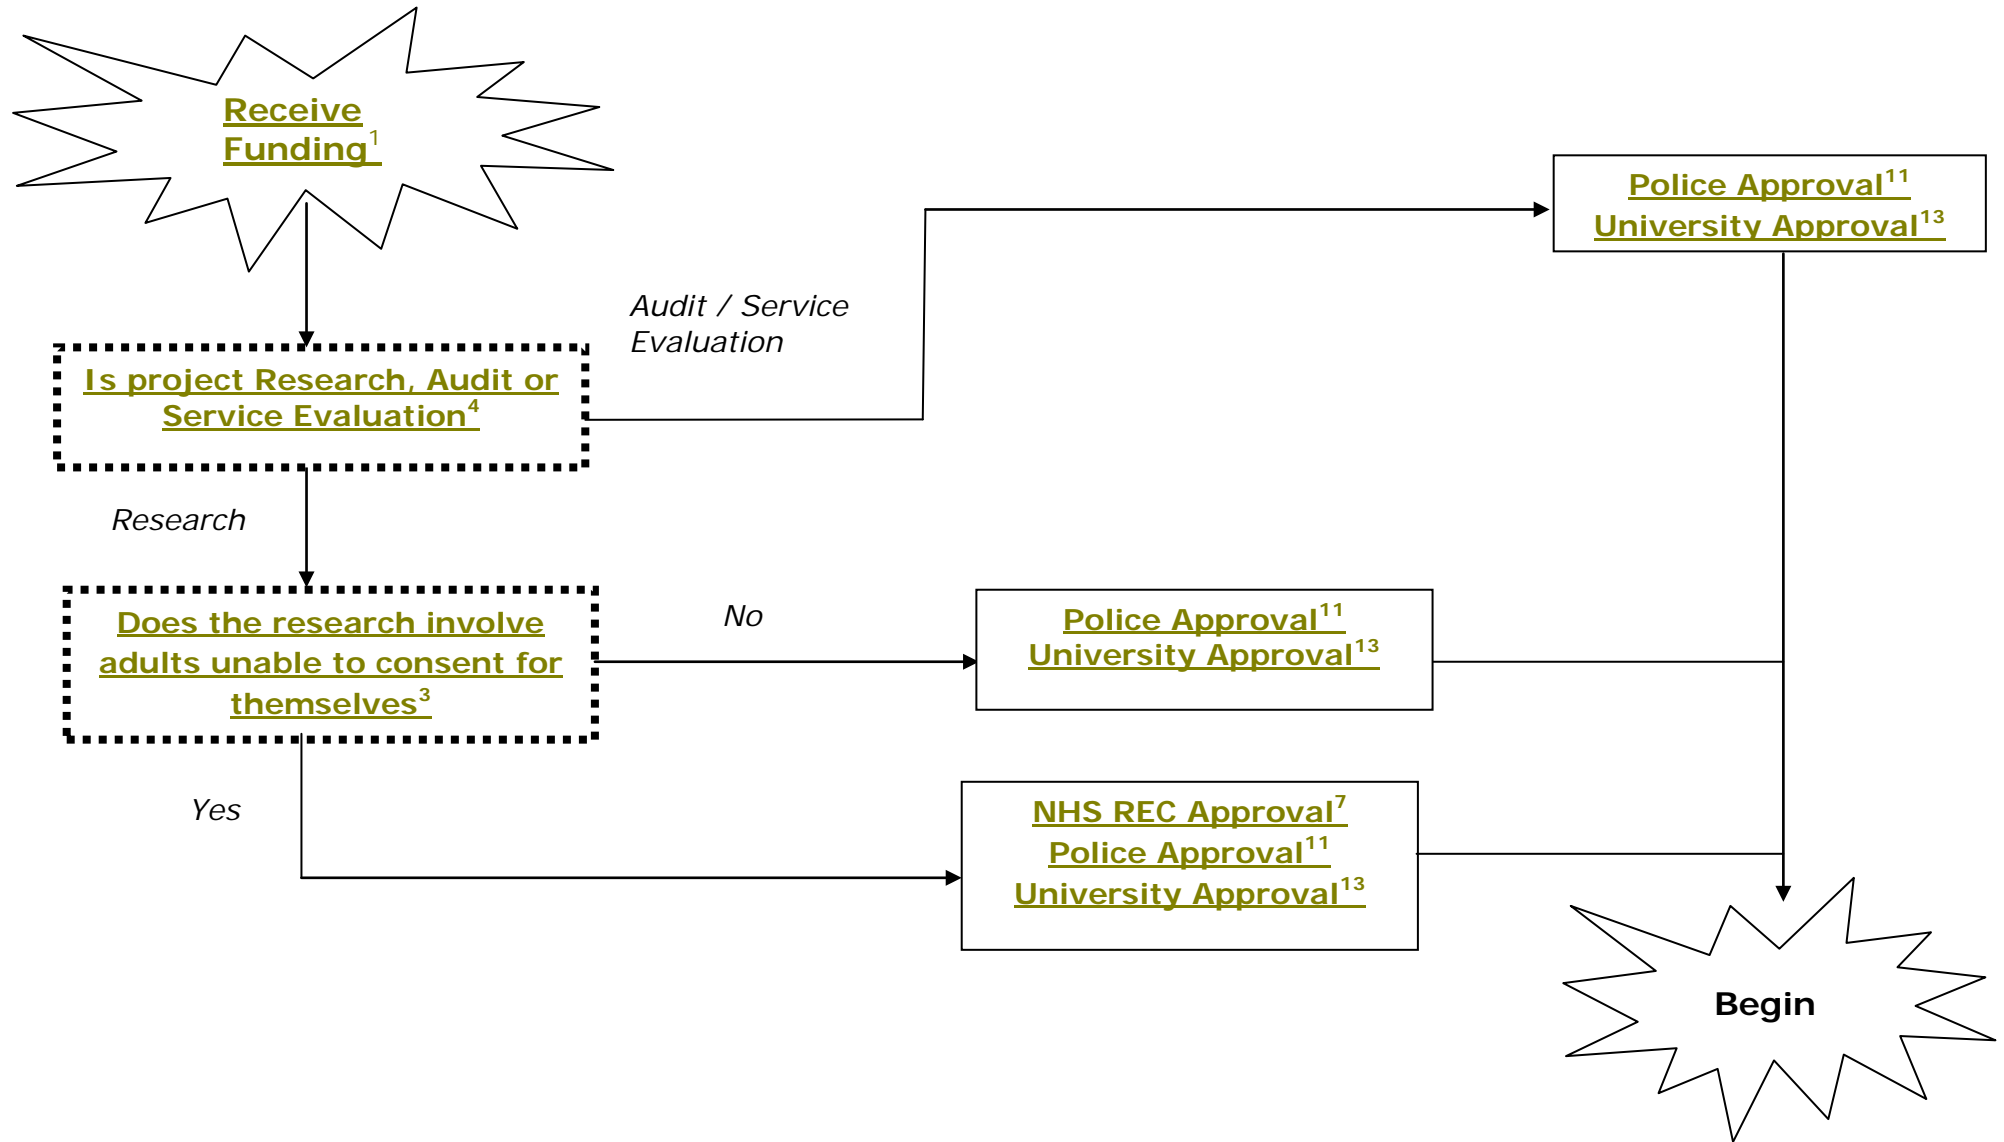 Receive
Funding¹
Police Approval¹¹
University Approval¹³
Audit / Service
Evaluation
Is project Research, Audit or
Service Evaluation⁴
Research
Does the research involve
adults unable to consent for
themselves³
No
Police Approval¹¹
University Approval¹³
Yes
NHS REC Approval⁷
Police Approval¹¹
University Approval¹³
Begin